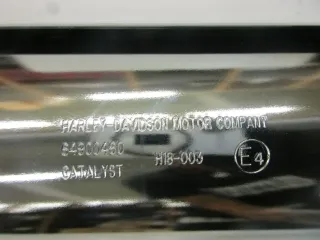 HARLEY-DAVIDSON MOTOR COMPANY
64900460 H18-003 E4
CATALYST